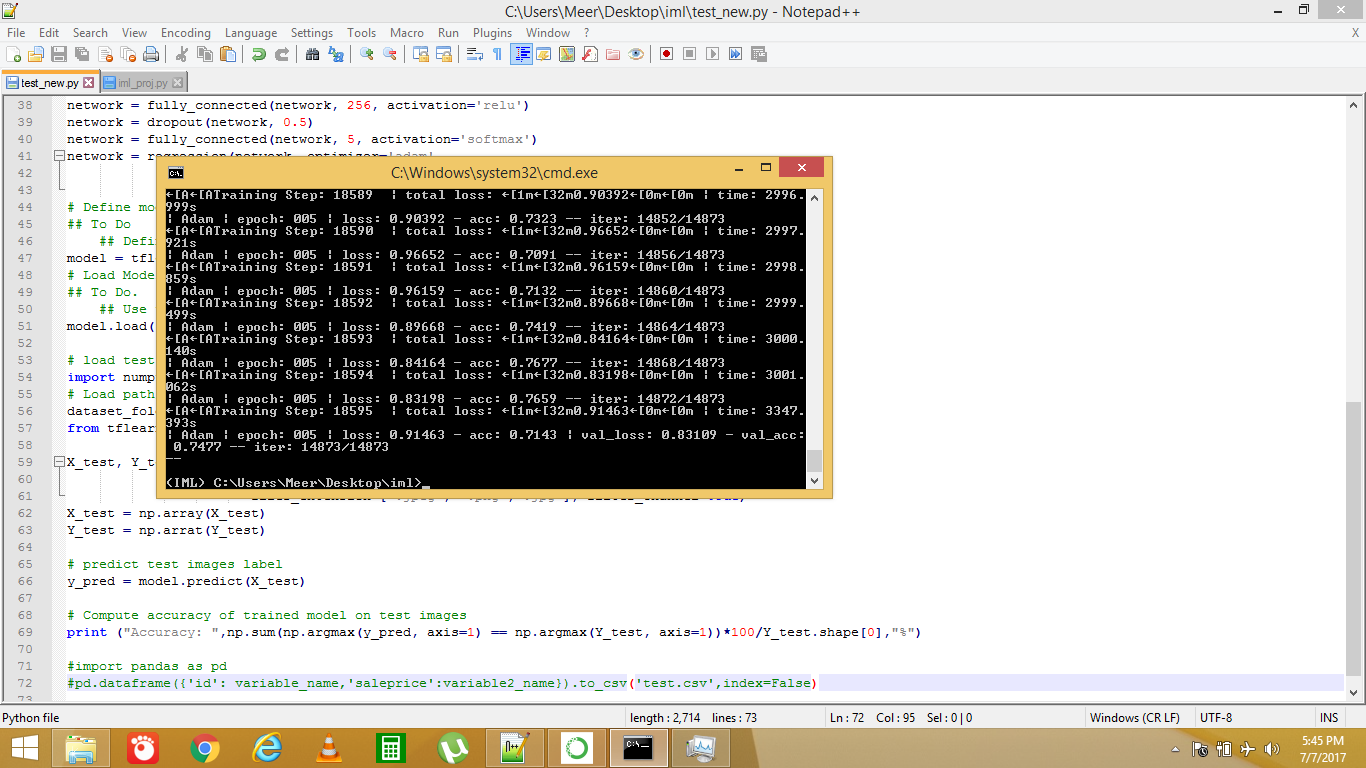 C:\Users\Meer\Desktop\iml\test_new.py - Notepad++
File Edit Search View Encoding Language Settings Tools Macro Run Plugins Window ? X
test_new.py iml_proj.py
38 network = fully_connected(network, 256, activation='relu')
39 network = dropout(network, 0.5)
40 network = fully_connected(network, 5, activation='softmax')
41 network =
42
43
44 # Define mo
45 ## To Do
46 ## Defi
47 model = tfl
48 # Load Mode
49 ## To Do.
50 ## Use
51 model.load(
52
53 # load test
54 import nump
55 # Load path
56 dataset_fol
57 from tflear
58
59 X_test, Y_t
60
61
62 X_test = np.array(X_test)
63 Y_test = np.arrat(Y_test)
64
65 # predict test images label
66 y_pred = model.predict(X_test)
67
68 # Compute accuracy of trained model on test images
69 print ("Accuracy: ",np.sum(np.argmax(y_pred, axis=1) == np.argmax(Y_test, axis=1))*100/Y_test.shape[0],"%")
70
71 #import pandas as pd
72 #pd.dataframe({'id': variable_name,'saleprice':variable2_name}).to_csv('test.csv',index=False)
73
C:\Windows\system32\cmd.exe
←[A←[ATraining Step: 18589 | total loss: ←[1m←[32m0.90392←[0m←[0m | time: 2996.
999s
| Adam | epoch: 005 | loss: 0.90392 - acc: 0.7323 -- iter: 14852/14873
←[A←[ATraining Step: 18590 | total loss: ←[1m←[32m0.96652←[0m←[0m | time: 2997.
921s
| Adam | epoch: 005 | loss: 0.96652 - acc: 0.7091 -- iter: 14856/14873
←[A←[ATraining Step: 18591 | total loss: ←[1m←[32m0.96159←[0m←[0m | time: 2998.
859s
| Adam | epoch: 005 | loss: 0.96159 - acc: 0.7132 -- iter: 14860/14873
←[A←[ATraining Step: 18592 | total loss: ←[1m←[32m0.89668←[0m←[0m | time: 2999.
499s
| Adam | epoch: 005 | loss: 0.89668 - acc: 0.7419 -- iter: 14864/14873
←[A←[ATraining Step: 18593 | total loss: ←[1m←[32m0.84164←[0m←[0m | time: 3000.
140s
| Adam | epoch: 005 | loss: 0.84164 - acc: 0.7677 -- iter: 14868/14873
←[A←[ATraining Step: 18594 | total loss: ←[1m←[32m0.83198←[0m←[0m | time: 3001.
062s
| Adam | epoch: 005 | loss: 0.83198 - acc: 0.7659 -- iter: 14872/14873
←[A←[ATraining Step: 18595 | total loss: ←[1m←[32m0.91463←[0m←[0m | time: 3347.
393s
| Adam | epoch: 005 | loss: 0.91463 - acc: 0.7143 | val_loss: 0.83109 - val_acc:
0.7477 -- iter: 14873/14873
--
(IML) C:\Users\Meer\Desktop\iml>_
Python file length : 2,714 lines : 73 Ln : 72 Col : 95 Sel : 0 | 0 Windows (CR LF) UTF-8 INS
5:45 PM
7/7/2017